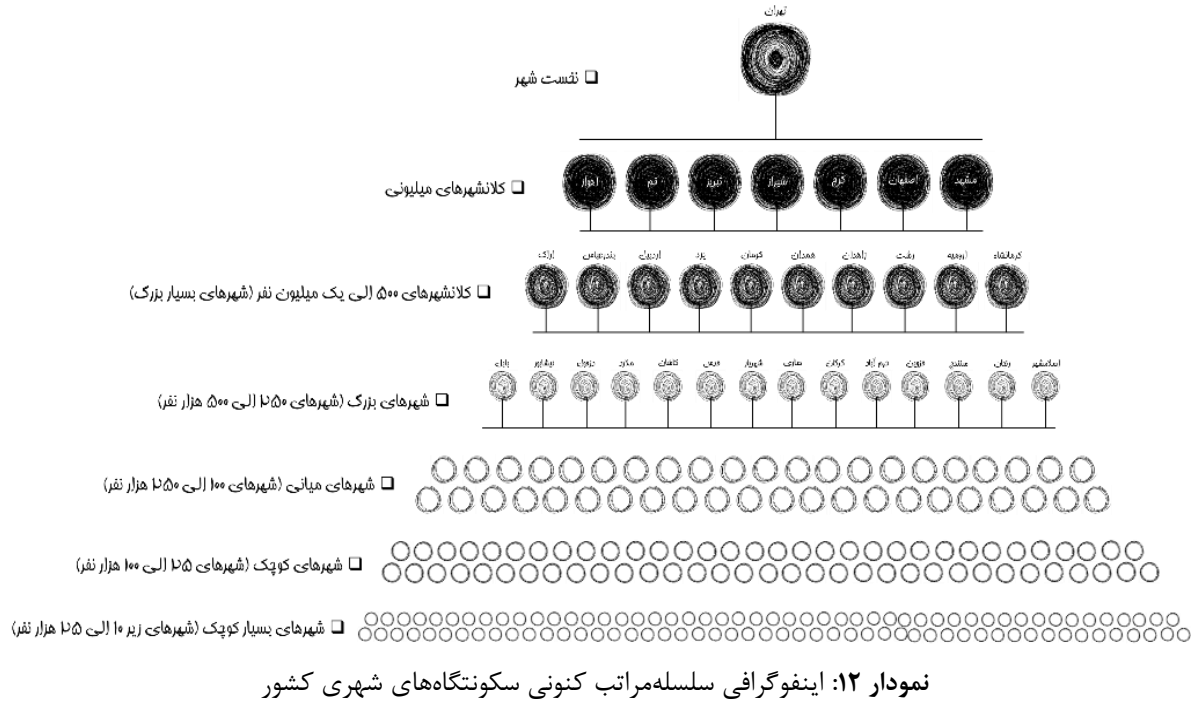 تهران
❑ نخست شهر
مشهد اصفهان کرج شیراز تبریز قم اهواز
❑ کلانشهرهای میلیونی
کرمانشاه ارومیه رشت زاهدان همدان کرمان یزد اردبیل بندرعباس اراک
❑ کلانشهرهای ۵۰۰ الی یک میلیون نفر (شهرهای بسیار بزرگ)
اسلامشهر زنجان سنندج قزوین خرم آباد گرگان ساری شهریار قدس کاشان ملارد دزفول نیشابور بابل
❑ شهرهای بزرگ (شهرهای ۲۵۰ الی ۵۰۰ هزار نفر)
❑ شهرهای میانی (شهرهای ۱۰۰ الی ۲۵۰ هزار نفر)
❑ شهرهای کوچک (شهرهای ۲۵ الی ۱۰۰ هزار نفر)
❑ شهرهای بسیار کوچک (شهرهای زیر ۱۰ الی ۲۵ هزار نفر)
نمودار ۱۲: اینفوگرافی سلسله‌مراتب کنونی سکونتگاه‌های شهری کشور